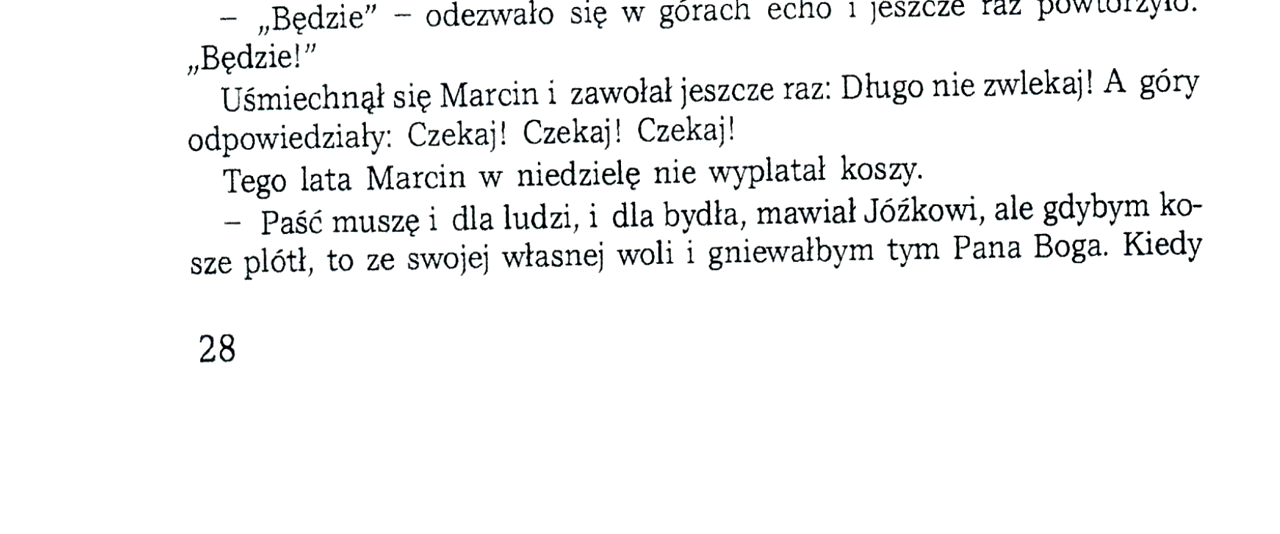 – „Będzie” – odezwało się w górach echo i jeszcze raz powtórzyło:
„Będzie!”
Uśmiechnął się Marcin i zawołał jeszcze raz: Długo nie zwlekaj! A góry
odpowiedziały: Czekaj! Czekaj! Czekaj!
Tego lata Marcin w niedzielę nie wyplatał koszy.
– Paść muszę i dla ludzi, i dla bydła, mawiał Jóźkowi, ale gdybym ko-
sze plótł, to ze swojej własnej woli i gniewałbym tym Pana Boga. Kiedy
28